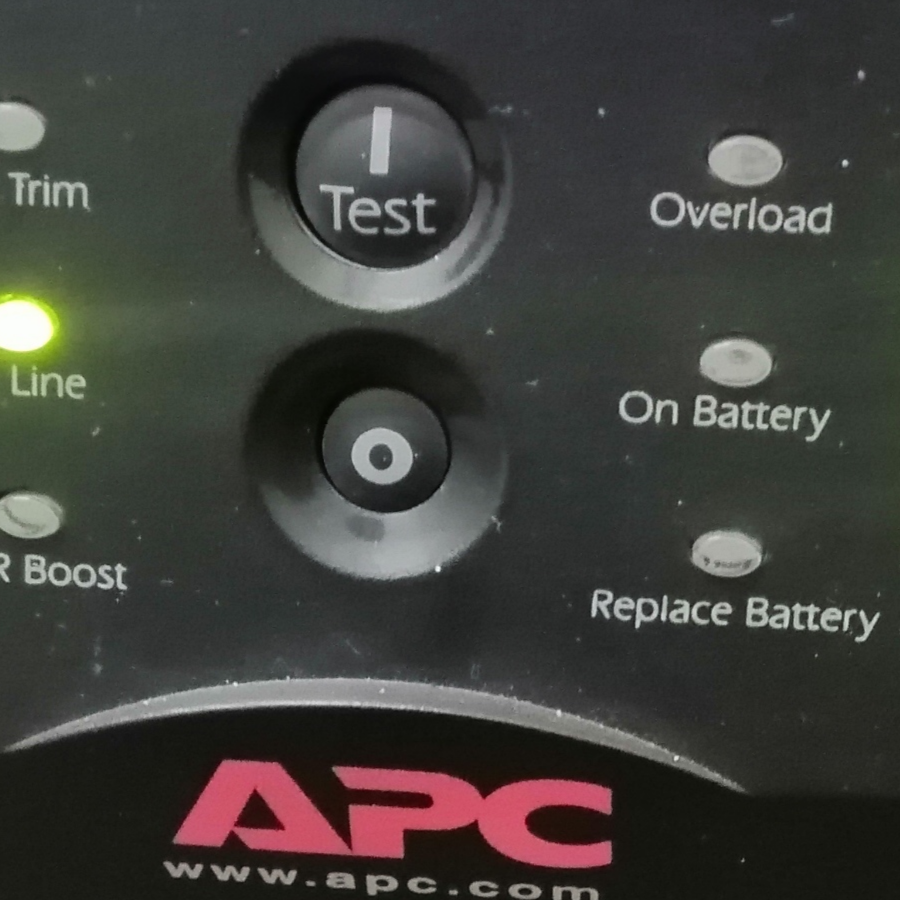 Trim
I
Test
Overload
Line
O
On Battery
R Boost
Replace Battery
APC
www.apc.com